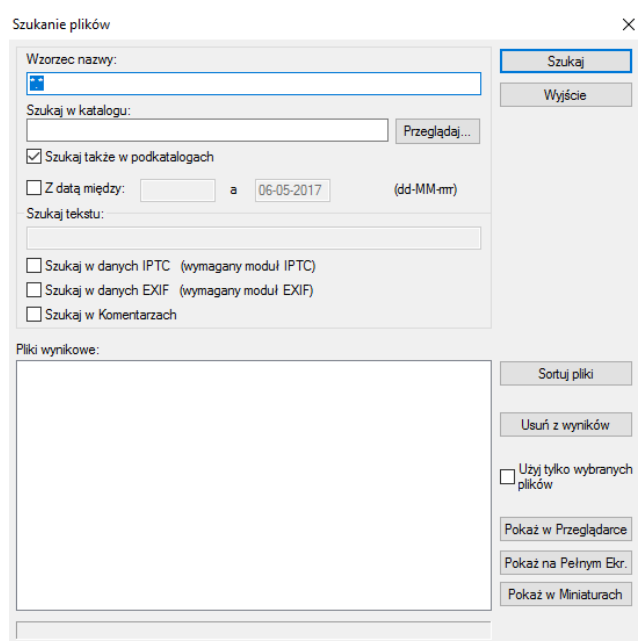 Szukanie plików
Wzorzec nazwy:
*.*
Szukaj
Wyjście
Szukaj w katalogu:
Przeglądaj...
Szukaj także w podkatalogach
Z datą między:
a
06-05-2017
(dd-MM-rrrr)
Szukaj tekstu:
Szukaj w danych IPTC (wymagany moduł IPTC)
Szukaj w danych EXIF (wymagany moduł EXIF)
Szukaj w Komentarzach
Pliki wynikowe:
Sortuj pliki
Usuń z wyników
Użyj tylko wybranych
plików
Pokaż w Przeglądarce
Pokaż na Pełnym Ekr.
Pokaż w Miniaturach